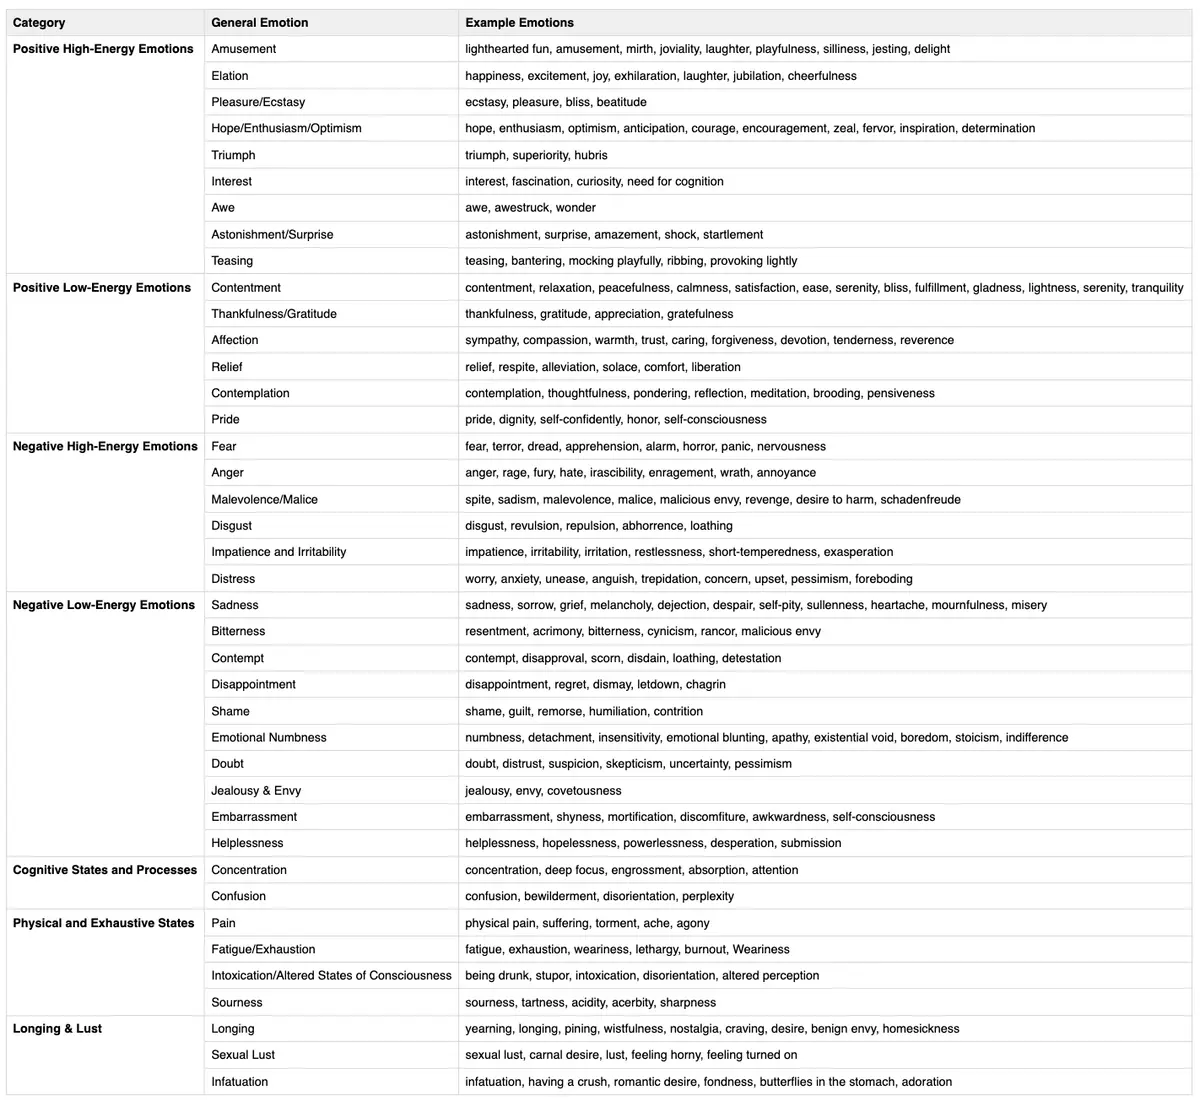 Category General Emotion Example Emotions
Positive High-Energy Emotions Amusement lighthearted fun, amusement, mirth, joviality, laughter, playfulness, silliness, jesting, delight
Elation happiness, excitement, joy, exhilaration, laughter, jubilation, cheerfulness
Pleasure/Ecstasy ecstasy, pleasure, bliss, beatitude
Hope/Enthusiasm/Optimism hope, enthusiasm, optimism, anticipation, courage, encouragement, zeal, fervor, inspiration, determination
Triumph triumph, superiority, hubris
Interest interest, fascination, curiosity, need for cognition
Awe awe, awestruck, wonder
Astonishment/Surprise astonishment, surprise, amazement, shock, startlement
Teasing teasing, bantering, mocking playfully, ribbing, provoking lightly
Positive Low-Energy Emotions Contentment contentment, relaxation, peacefulness, calmness, satisfaction, ease, serenity, bliss, fulfillment, gladness, lightness, serenity, tranquility
Thankfulness/Gratitude thankfulness, gratitude, appreciation, gratefulness
Affection sympathy, compassion, warmth, trust, caring, forgiveness, devotion, tenderness, reverence
Relief relief, respite, alleviation, solace, comfort, liberation
Contemplation contemplation, thoughtfulness, pondering, reflection, meditation, brooding, pensiveness
Pride pride, dignity, self-confidently, honor, self-consciousness
Negative High-Energy Emotions Fear fear, terror, dread, apprehension, alarm, horror, panic, nervousness
Anger anger, rage, fury, hate, irascibility, enragement, wrath, annoyance
Malevolence/Malice spite, sadism, malevolence, malice, malicious envy, revenge, desire to harm, schadenfreude
Disgust disgust, revulsion, repulsion, abhorrence, loathing
Impatience and Irritability impatience, irritability, irritation, restlessness, short-temperedness, exasperation
Distress worry, anxiety, unease, anguish, trepidation, concern, upset, pessimism, foreboding
Negative Low-Energy Emotions Sadness sadness, sorrow, grief, melancholy, dejection, despair, self-pity, sullenness, heartache, mournfulness, misery
Bitterness resentment, acrimony, bitterness, cynicism, rancor, malicious envy
Contempt contempt, disapproval, scorn, disdain, loathing, detestation
Disappointment disappointment, regret, dismay, letdown, chagrin
Shame shame, guilt, remorse, humiliation, contrition
Emotional Numbness numbness, detachment, insensitivity, emotional blunting, apathy, existential void, boredom, stoicism, indifference
Doubt doubt, distrust, suspicion, skepticism, uncertainty, pessimism
Jealousy & Envy jealousy, envy, covetousness
Embarrassment embarrassment, shyness, mortification, discomfiture, awkwardness, self-consciousness
Helplessness helplessness, hopelessness, powerlessness, desperation, submission
Cognitive States and Processes Concentration concentration, deep focus, engrossment, absorption, attention
Confusion confusion, bewilderment, disorientation, perplexity
Physical and Exhaustive States Pain physical pain, suffering, torment, ache, agony
Fatigue/Exhaustion fatigue, exhaustion, weariness, lethargy, burnout, Weariness
Intoxication/Altered States of Consciousness being drunk, stupor, intoxication, disorientation, altered perception
Sourness sourness, tartness, acidity, acerbity, sharpness
Longing & Lust Longing yearning, longing, pining, wistfulness, nostalgia, craving, desire, benign envy, homesickness
Sexual Lust sexual lust, carnal desire, lust, feeling horny, feeling turned on
Infatuation infatuation, having a crush, romantic desire, fondness, butterflies in the stomach, adoration